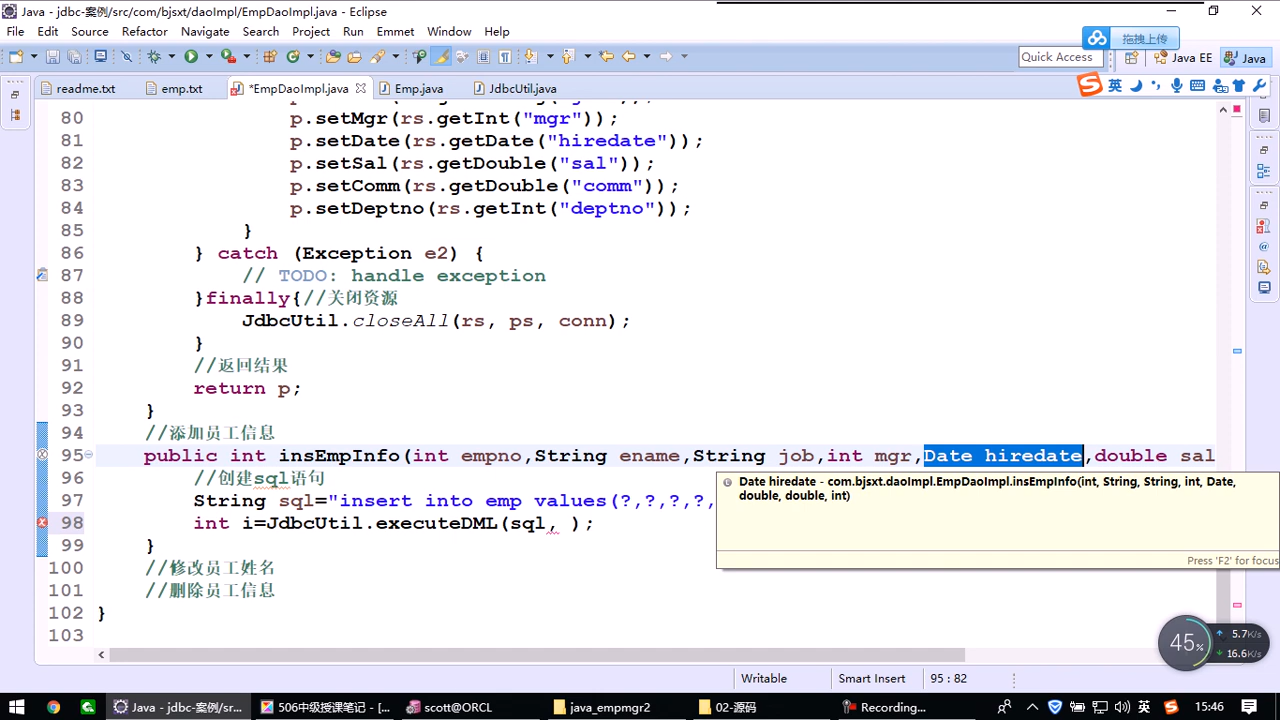 Java - jdbc-案例/src/com/bjsxt/daoImpl/EmpDaoImpl.java - Eclipse
File Edit Source Refactor Navigate Search Project Run Emmet Window Help
拖拽上传
Quick Access
Java EE
Java
readme.txt
emp.txt
*EmpDaoImpl.java
Emp.java
JdbcUtil.java
英
80 p.setMgr(rs.getInt("mgr"));
81 p.setDate(rs.getDate("hiredate"));
82 p.setSal(rs.getDouble("sal"));
83 p.setComm(rs.getDouble("comm"));
84 p.setDeptno(rs.getInt("deptno"));
85 }
86 } catch (Exception e2) {
87 // TODO: handle exception
88 }finally{//关闭资源
89 JdbcUtil.closeAll(rs, ps, conn);
90 }
91 //返回结果
92 return p;
93 }
94 //添加员工信息
95 public int insEmpInfo(int empno,String ename,String job,int mgr,Date hiredate,double sal
96 //创建sql语句
97 String sql="insert into emp values(?,?,?,?,
98 int i=JdbcUtil.executeDML(sql, );
99 }
100 //修改员工姓名
101 //删除员工信息
102 }
103
Date hiredate - com.bjsxt.daoImpl.EmpDaoImpl.insEmpInfo(int, String, String, int, Date,
double, double, int)
Press 'F2' for focus
45%
5.7K/s
16.6K/s
Writable
Smart Insert
95 : 82
Java - jdbc-案例/sr...
506中级授课笔记 - [...
scott@ORCL
java_empmgr2
02-源码
Recording...
英
15:46